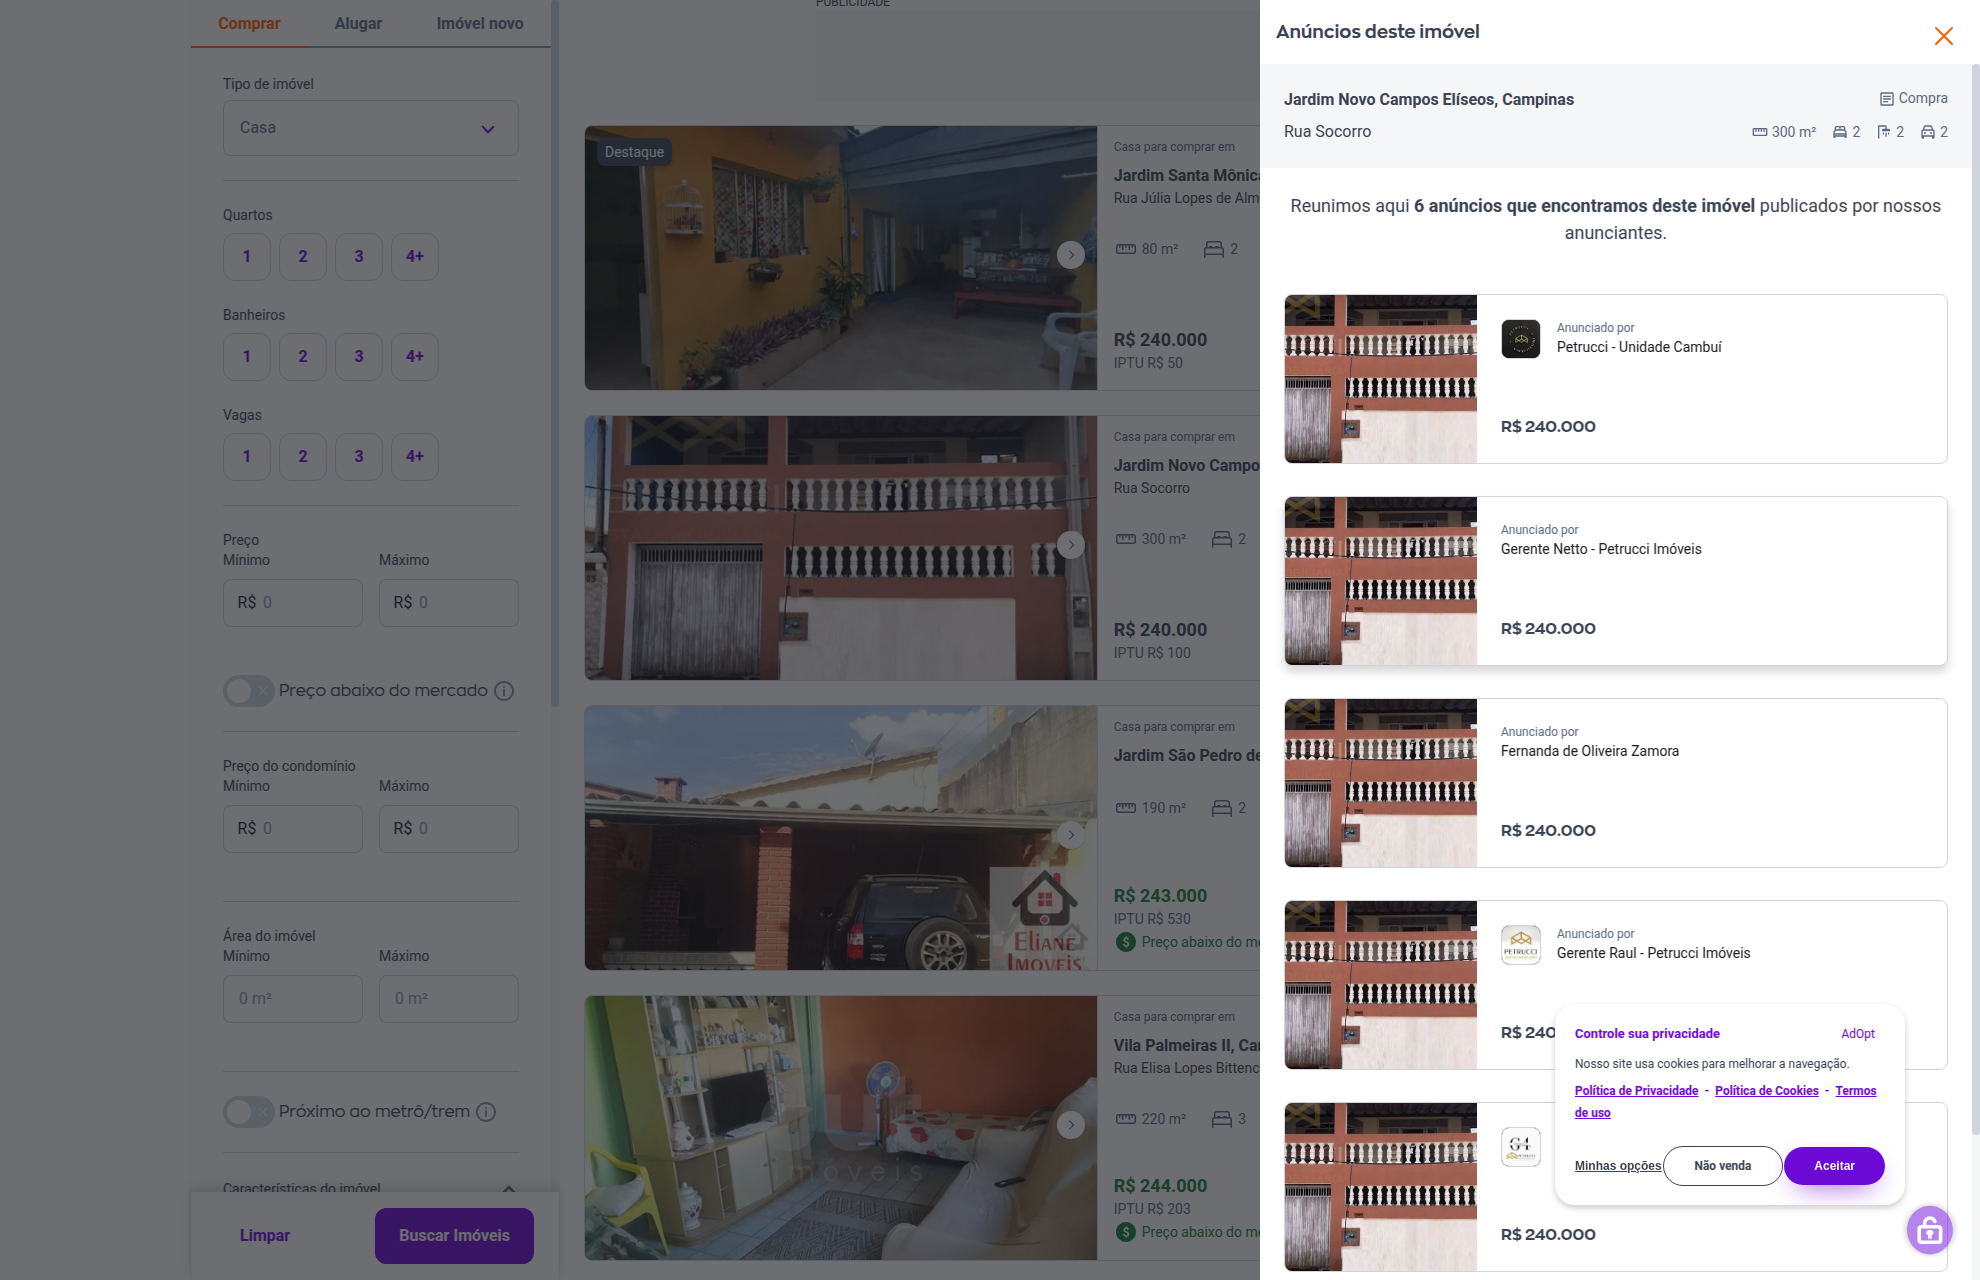 Comprar
Alugar
Imóvel novo
Tipo de imóvel
Casa
Quartos
1
2
3
4+
Banheiros
1
2
3
4+
Vagas
1
2
3
4+
Preço
Mínimo
Máximo
R$ 0
R$ 0
Preço abaixo do mercado
Preço do condomínio
Mínimo
Máximo
R$ 0
R$ 0
Área do imóvel
Mínimo
Máximo
0 m²
0 m²
Próximo ao metrô/trem
Características do imóvel
Limpar
Buscar Imóveis
PUBLICIDADE
Destaque
Casa para comprar em
Jardim Santa Mônica
Rua Júlia Lopes de Alm
80 m²
2
R$ 240.000
IPTU R$ 50
Casa para comprar em
Jardim Novo Campo
Rua Socorro
300 m²
2
R$ 240.000
IPTU R$ 100
Casa para comprar em
Jardim São Pedro de
190 m²
2
R$ 243.000
IPTU R$ 530
Preço abaixo do me
ELIANE
IMOVEIS
Casa para comprar em
Vila Palmeiras II, Ca
Rua Elisa Lopes Bittenc
220 m²
3
R$ 244.000
IPTU R$ 203
Preço abaixo do me
imóveis
Anúncios deste imóvel
Jardim Novo Campos Elíseos, Campinas
Compra
Rua Socorro
300 m²
2
2
2
Reunimos aqui 6 anúncios que encontramos deste imóvel publicados por nossos
anunciantes.
Anunciado por
Petrucci - Unidade Cambuí
R$ 240.000
Anunciado por
Gerente Netto - Petrucci Imóveis
R$ 240.000
Anunciado por
Fernanda de Oliveira Zamora
R$ 240.000
PETRUCCI
Anunciado por
Gerente Raul - Petrucci Imóveis
R$ 240
G4
R$ 240.000
Controle sua privacidade
AdOpt
Nosso site usa cookies para melhorar a navegação.
Política de Privacidade - Política de Cookies - Termos
de uso
Minhas opções
Não venda
Aceitar